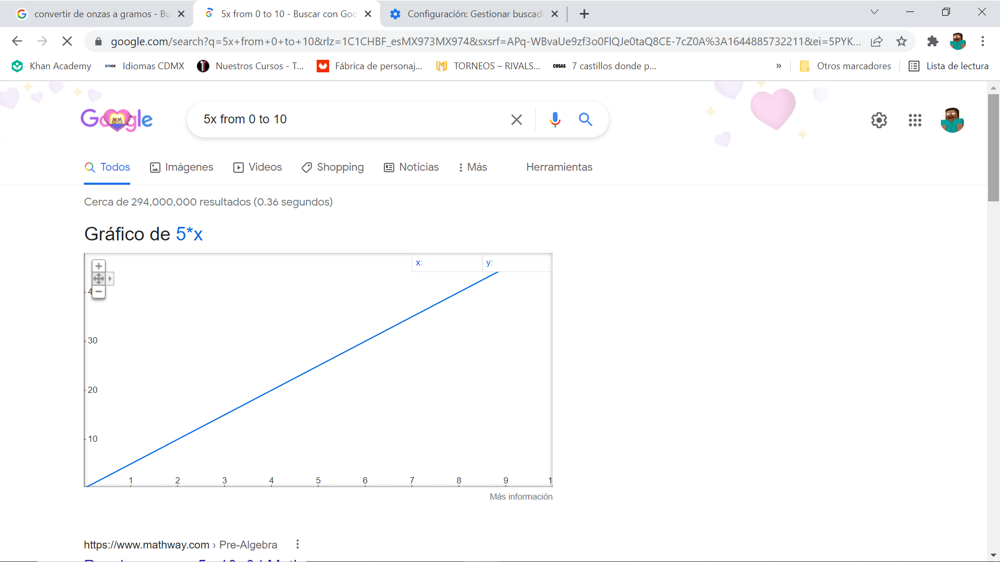 convertir de onzas a gramos - Bu
5x from 0 to 10 - Buscar con Goo
Configuración: Gestionar buscad
google.com/search?q=5x+from+0+to+10&rlz=1C1CHBF_esMX973MX974&sxsrf=APq-WBvaUe9zf3o0FlQJe0taQ8CE-7cZ0A%3A1644885732211&ei=5PYK...
Khan Academy
Idiomas CDMX
Nuestros Cursos - T...
Fábrica de personaj...
TORNEOS – RIVALS...
COSAS
7 castillos donde p...
»
Otros marcadores
Lista de lectura
Google
5x from 0 to 10
Todos
Imágenes
Videos
Shopping
Noticias
Más
Herramientas
Cerca de 294,000,000 resultados (0.36 segundos)
Gráfico de 5*x
x:
y:
4
30
20
10
1 2 3 4 5 6 7 8 9 1
Más información
https://www.mathway.com › Pre-Algebra